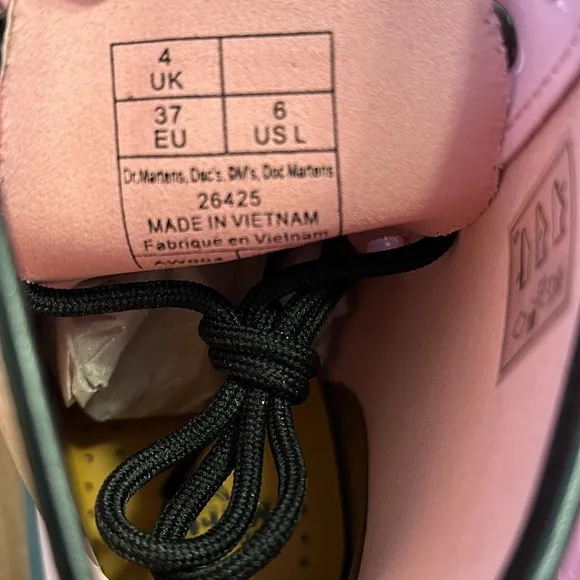 4
UK
37 6
EU US L
Dr.Martens, Doc's, DM's, Doc Martens
26425
MADE IN VIETNAM
Fabriqué en Vietnam